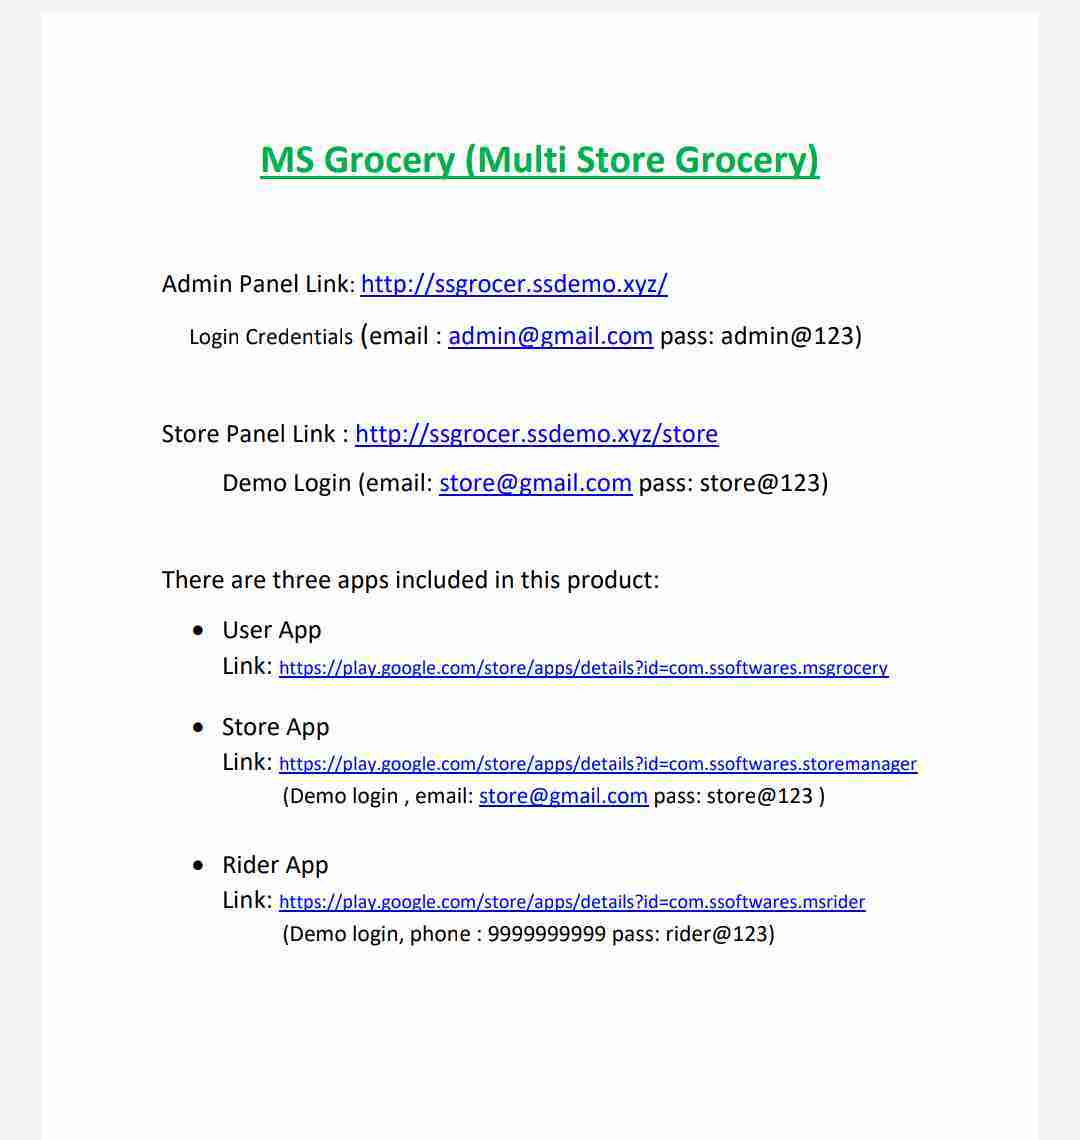 MS Grocery (Multi Store Grocery)
Admin Panel Link: http://ssgrocer.ssdemo.xyz/
Login Credentials (email : admin@gmail.com pass: admin@123)
Store Panel Link : http://ssgrocer.ssdemo.xyz/store
Demo Login (email: store@gmail.com pass: store@123)
There are three apps included in this product:
• User App
Link: https://play.google.com/store/apps/details?id=com.ssoftwares.msgrocery
• Store App
Link: https://play.google.com/store/apps/details?id=com.ssoftwares.storemanager
(Demo login , email: store@gmail.com pass: store@123 )
• Rider App
Link: https://play.google.com/store/apps/details?id=com.ssoftwares.msrider
(Demo login, phone : 9999999999 pass: rider@123)